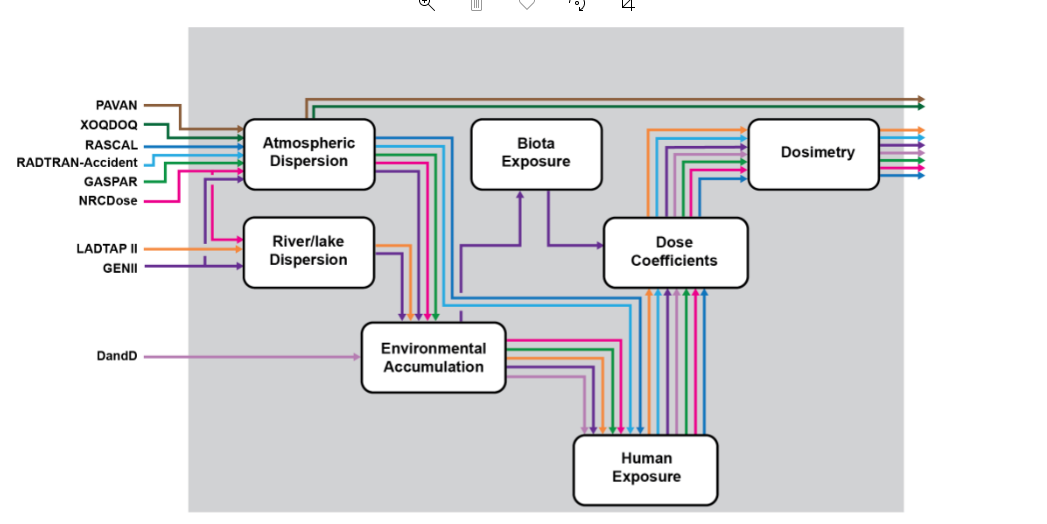 PAVAN
XOQDOQ
RASCAL
RADTRAN-Accident
GASPAR
NRCDose
LADTAP II
GENII
DandD
Atmospheric
Dispersion
Biota
Exposure
Dosimetry
River/lake
Dispersion
Dose
Coefficients
Environmental
Accumulation
Human
Exposure